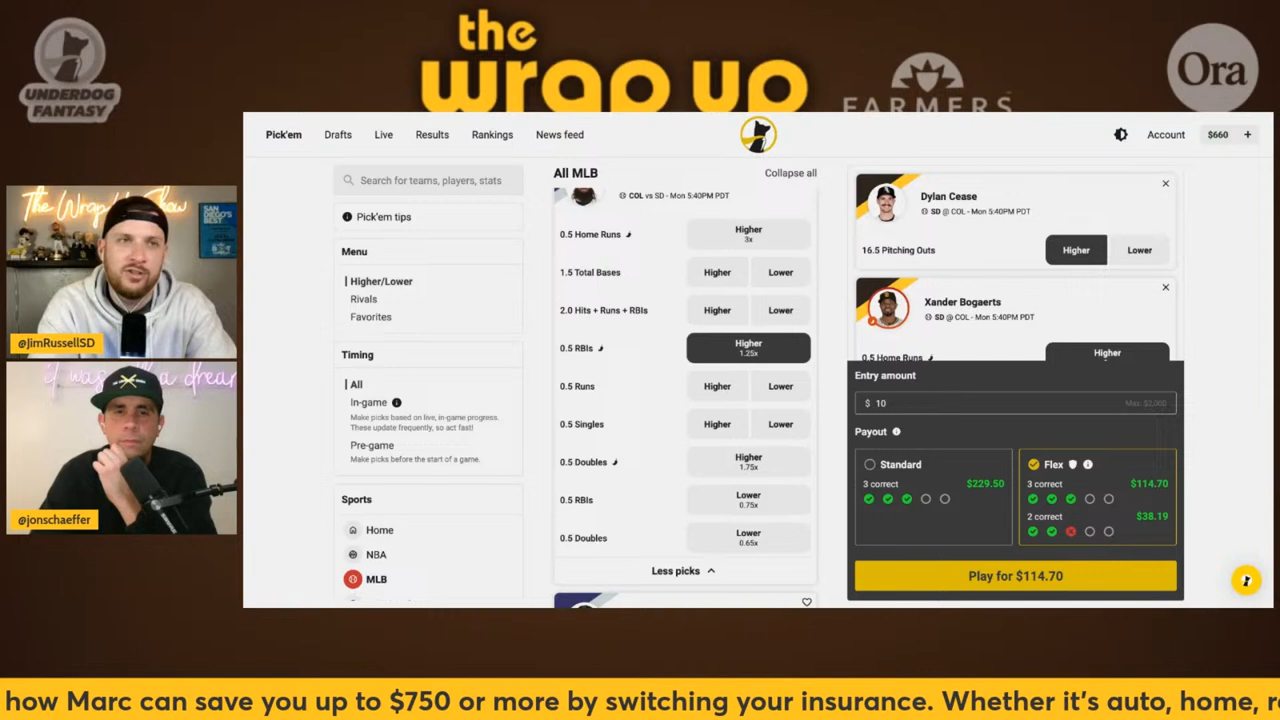 the
wrap up
UNDERDOG
FANTASY
FARMERS
Ora
Pick'em Drafts Live Results Rankings News feed Account $660 +
Search for teams, players, stats
Pick'em tips
Menu
Higher/Lower
Rivals
Favorites
Timing
All
In-game
Make picks based on live, in-game progress.
These update frequently, so act fast!
Pre-game
Make picks before the start of a game.
Sports
Home
NBA
MLB
All MLB Collapse all
COL vs SD - Mon 5:40PM PDT
0.5 Home Runs Higher
3x
1.5 Total Bases Higher Lower
2.0 Hits + Runs + RBIs Higher Lower
0.5 RBIs Higher
1.25x
0.5 Runs Higher Lower
0.5 Singles Higher Lower
0.5 Doubles Higher
1.75x
0.5 RBIs Lower
0.75x
0.5 Doubles Lower
0.65x
Less picks
Dylan Cease
SD @ COL - Mon 5:40PM PDT
16.5 Pitching Outs Higher Lower
Xander Bogaerts
SD @ COL - Mon 5:40PM PDT
0.5 Home Runs Higher
Entry amount
$ 10 Max $2,000
Payout
Standard
3 correct $229.50
Flex
3 correct $114.70
2 correct $38.19
Play for $114.70
The Wrap Up Show
SAN DIEGO'S
BEST
@JimRussellSD
it was all a dream
@jonschaeffer
how Marc can save you up to $750 or more by switching your insurance. Whether it's auto, home, r